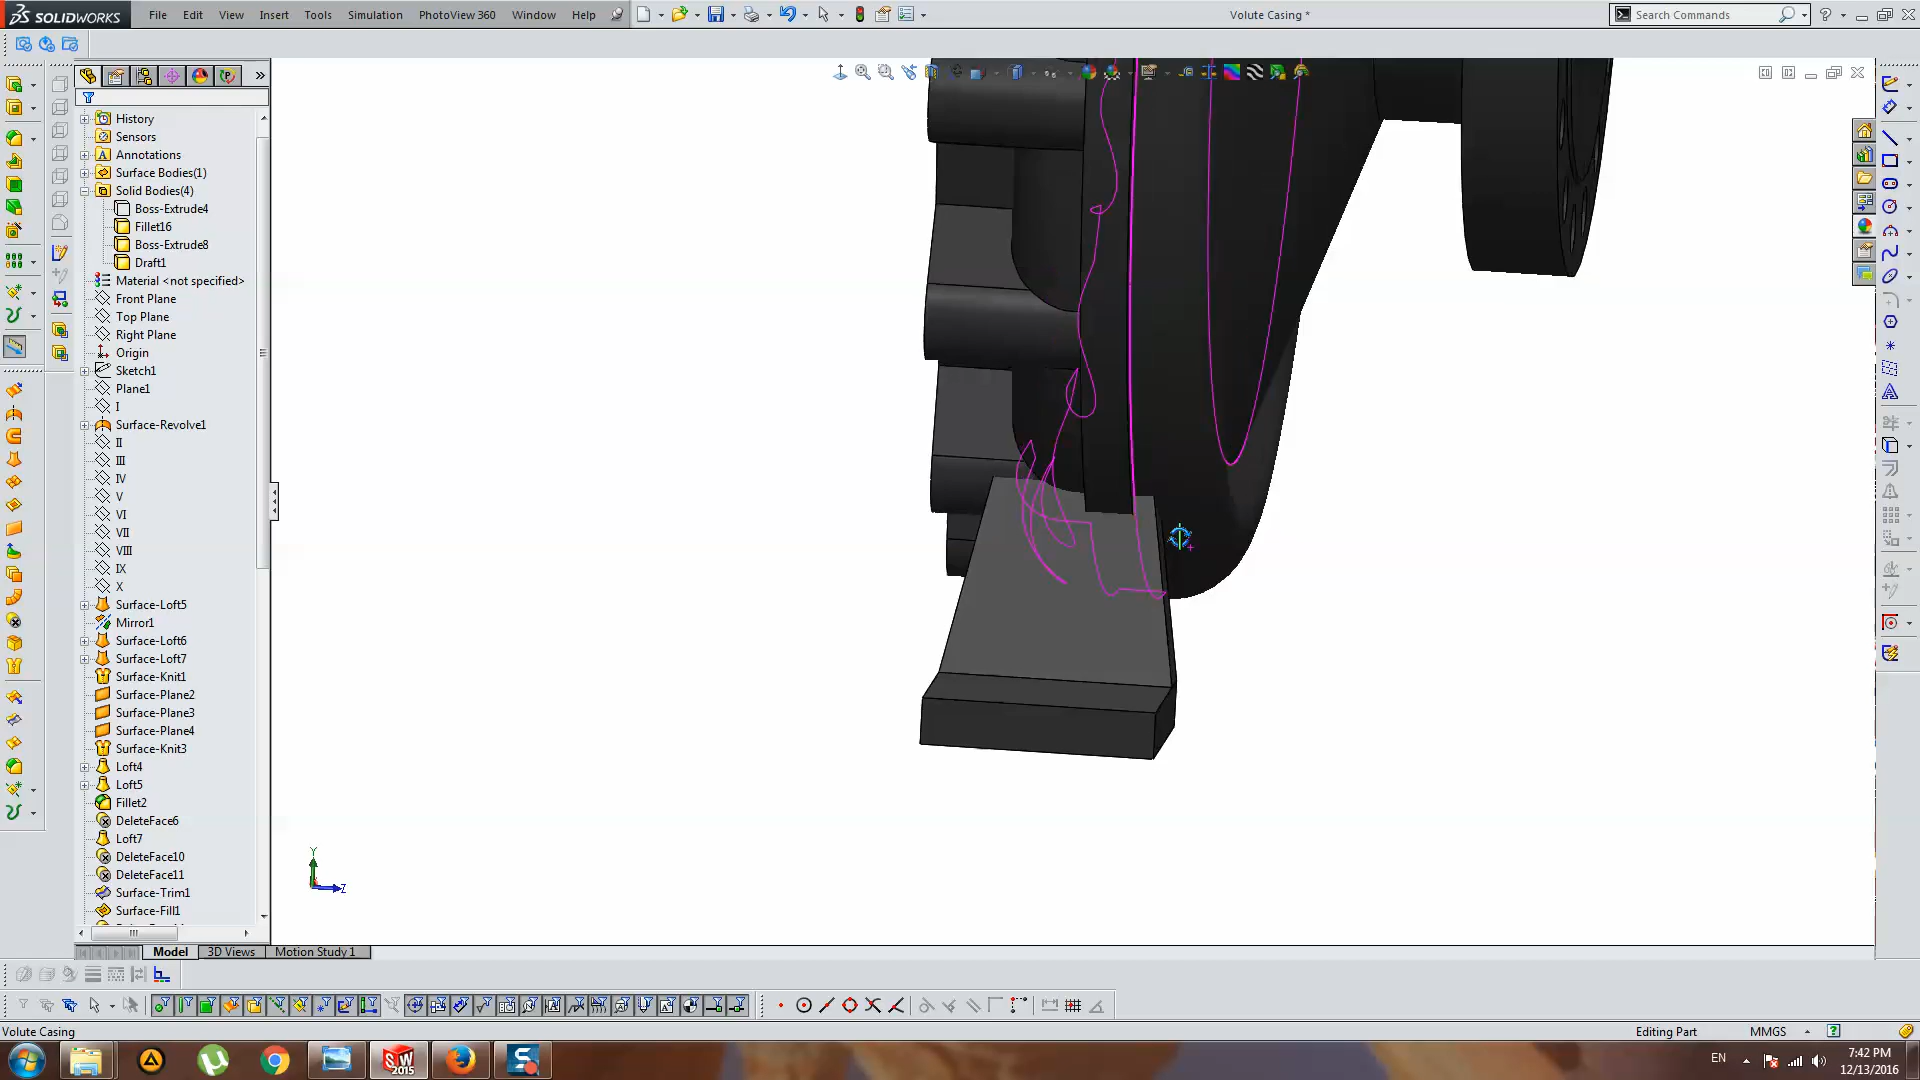 SOLIDWORKS
File Edit View Insert Tools Simulation PhotoView 360 Window Help
Volute Casing *
Search Commands
History
Sensors
Annotations
Surface Bodies(1)
Solid Bodies(4)
Boss-Extrude4
Fillet16
Boss-Extrude8
Draft1
Material <not specified>
Front Plane
Top Plane
Right Plane
Origin
Sketch1
Plane1
I
Surface-Revolve1
II
III
IV
V
VI
VII
VIII
IX
X
Surface-Loft5
Mirror1
Surface-Loft6
Surface-Loft7
Surface-Knit1
Surface-Plane2
Surface-Plane3
Surface-Plane4
Surface-Knit3
Loft4
Loft5
Fillet2
DeleteFace6
Loft7
DeleteFace10
DeleteFace11
Surface-Trim1
Surface-Fill1
Y
Z
Model 3D Views Motion Study 1
Volute Casing
Editing Part
MMGS
SW
2015
EN
7:42 PM
12/13/2016